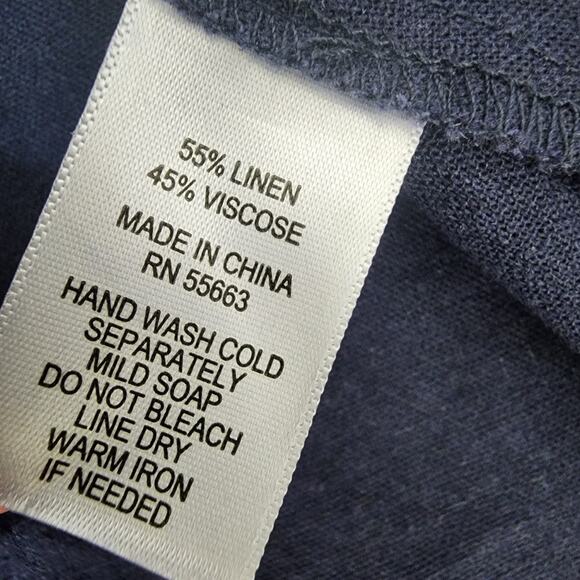 55% LINEN
45% VISCOSE
MADE IN CHINA
RN 55663
HAND WASH COLD
SEPARATELY
MILD SOAP
DO NOT BLEACH
LINE DRY
WARM IRON
IF NEEDED